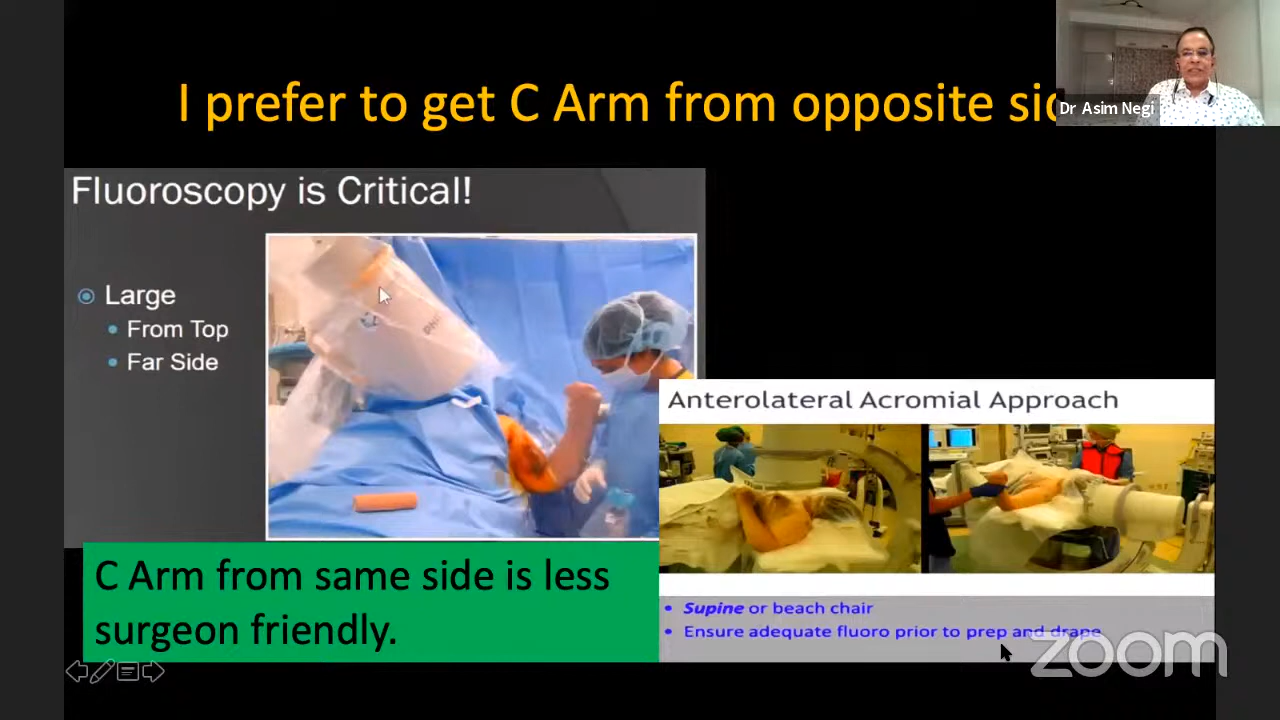 I prefer to get C Arm from opposite
Dr Asim Negi
Fluoroscopy is Critical!
Large
From Top
Far Side
Anterolateral Acromial Approach
C Arm from same side is less
surgeon friendly.
Supine or beach chair
Ensure adequate fluoro prior to prep and drape
zoom